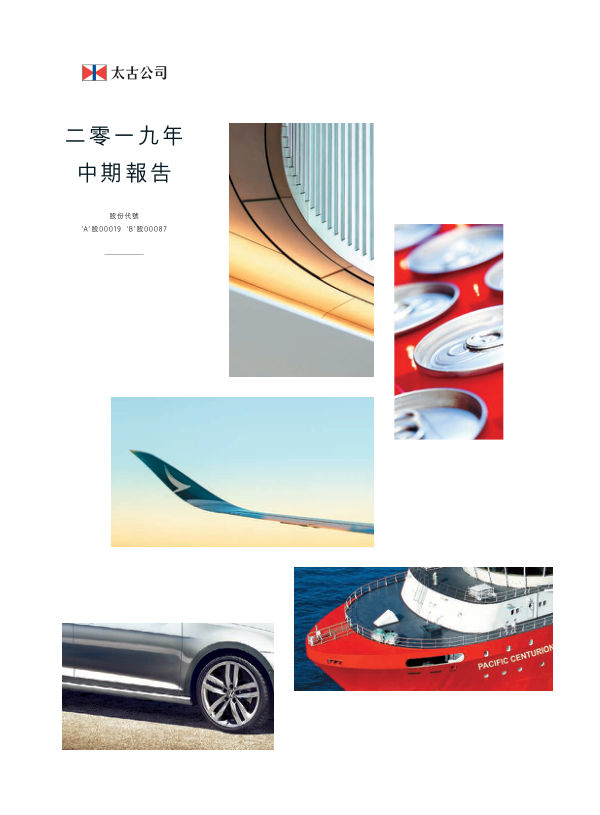 太古公司
二零一九年
中期報告
股份代號
'A'股00019 'B'股00087
PACIFIC CENTURION